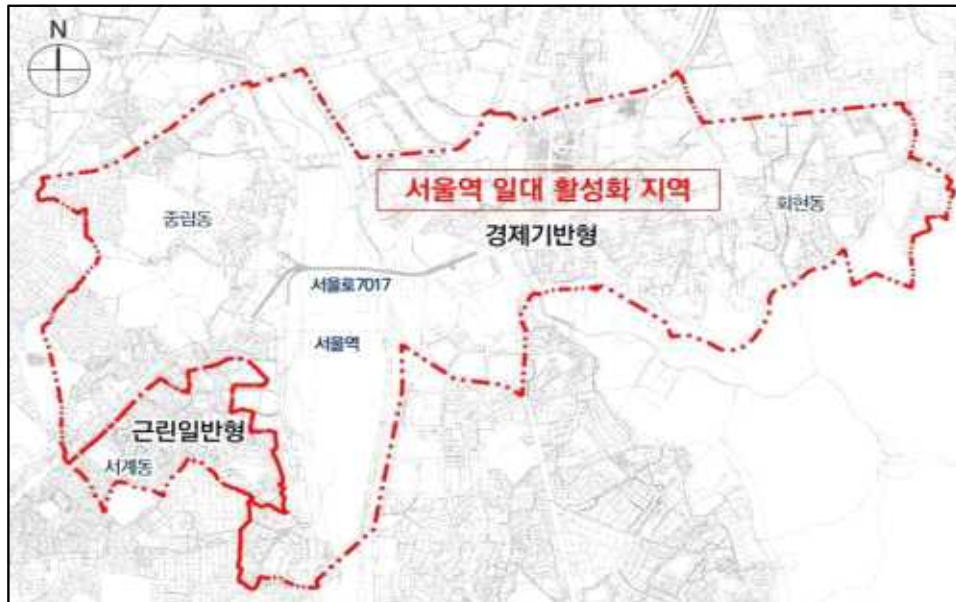 N
서울역 일대 활성화 지역
중림동
회현동
경제기반형
서울로7017
서울역
근린일반형
서계동